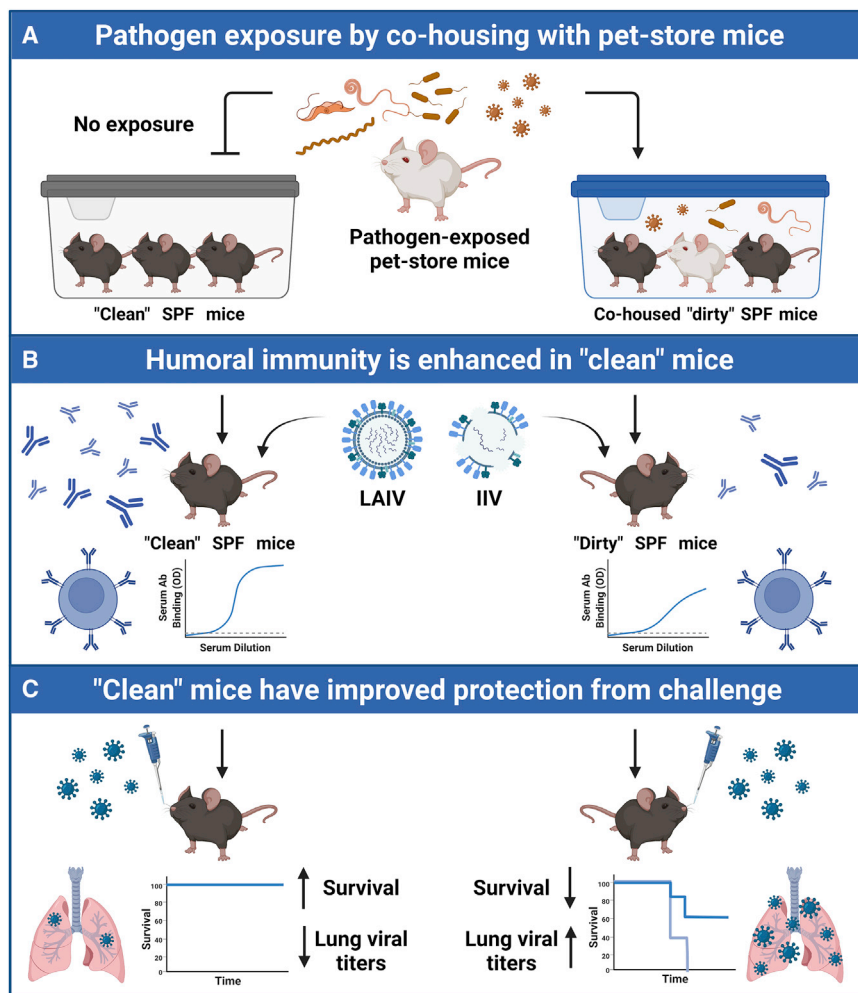 A
Pathogen exposure by co-housing with pet-store mice
No exposure
Pathogen-exposed
pet-store mice
"Clean" SPF mice
Co-housed "dirty" SPF mice
B
Humoral immunity is enhanced in "clean" mice
LAIV
IIV
"Clean" SPF mice
"Dirty" SPF mice
Serum Ab
Binding (OD)
Serum Dilution
Serum Ab
Binding (OD)
Serum Dilution
C
"Clean" mice have improved protection from challenge
Survival
100
80
60
40
20
0
Time
Survival
Lung viral
titers
Survival
Lung viral
titers
Survival
100
80
60
40
20
0
Time